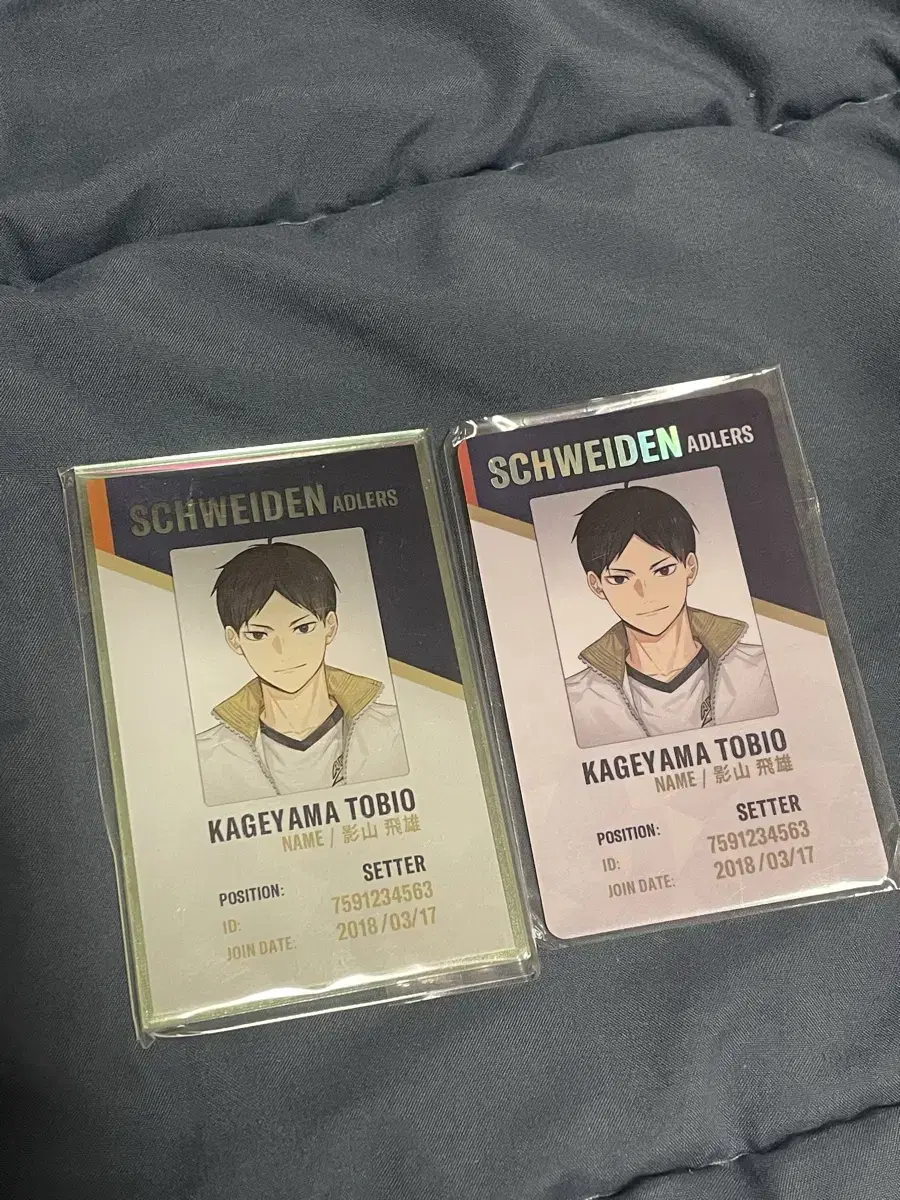 SCHWEIDEN ADLERS
KAGEYAMA TOBIO
NAME / 影山 飛雄
POSITION: SETTER
ID: 7591234563
JOIN DATE: 2018/03/17
SCHWEIDEN ADLERS
KAGEYAMA TOBIO
NAME / 影山 飛雄
POSITION: SETTER
ID: 7591234563
JOIN DATE: 2018/03/17